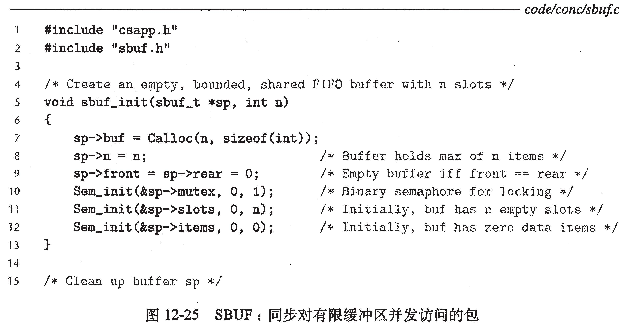 code/conc/sbuf.c
1 #include "csapp.h"
2 #include "sbuf.h"
3
4 /* Create an empty, bounded, shared FIFO buffer with n slots */
5 void sbuf_init(sbuf_t *sp, int n)
6 {
7 sp->buf = Calloc(n, sizeof(int));
8 sp->n = n; /* Buffer holds max of n items */
9 sp->front = sp->rear = 0; /* Empty buffer iff front == rear */
10 Sem_init(&sp->mutex, 0, 1); /* Binary semaphore for locking */
11 Sem_init(&sp->slots, 0, n); /* Initially, buf has n empty slots */
12 Sem_init(&sp->items, 0, 0); /* Initially, buf has zero data items */
13 }
14
15 /* Clean up buffer sp */
图 12-25 SBUF：同步对有限缓冲区并发访问的包